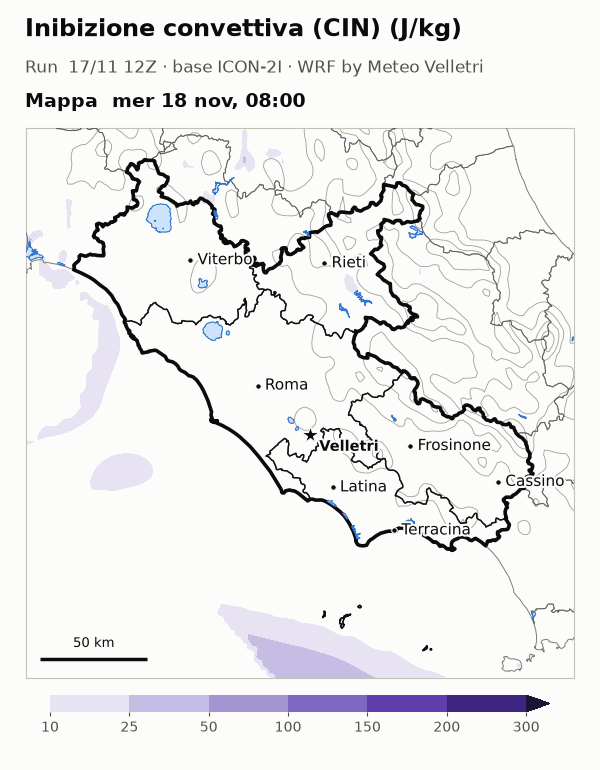 Inibizione convettiva (CIN) (J/kg)
Run  17/11 12Z · base ICON-2I · WRF by Meteo Velletri
Mappa  mer 18 nov, 08:00
Viterbo
Rieti
Roma
Velletri
Frosinone
Cassino
Latina
Terracina
50 km
10 25 50 100 150 200 300